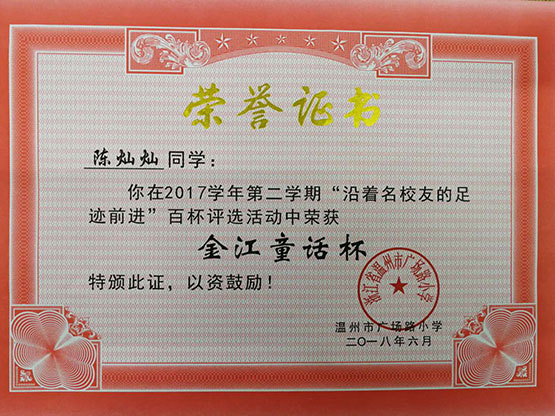 荣誉证书
陈灿灿 同学：
你在2017学年第二学期“沿着名校友的足
迹前进”百杯评选活动中荣获
金江童话杯
特颁此证，以资鼓励！
浙江省温州市广场路小学
温州市广场路小学
二〇一八年六月